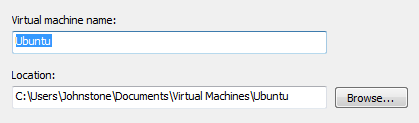 Virtual machine name:
Ubuntu
Location:
C:\Users\Johnstone\Documents\Virtual Machines\Ubuntu
Browse...